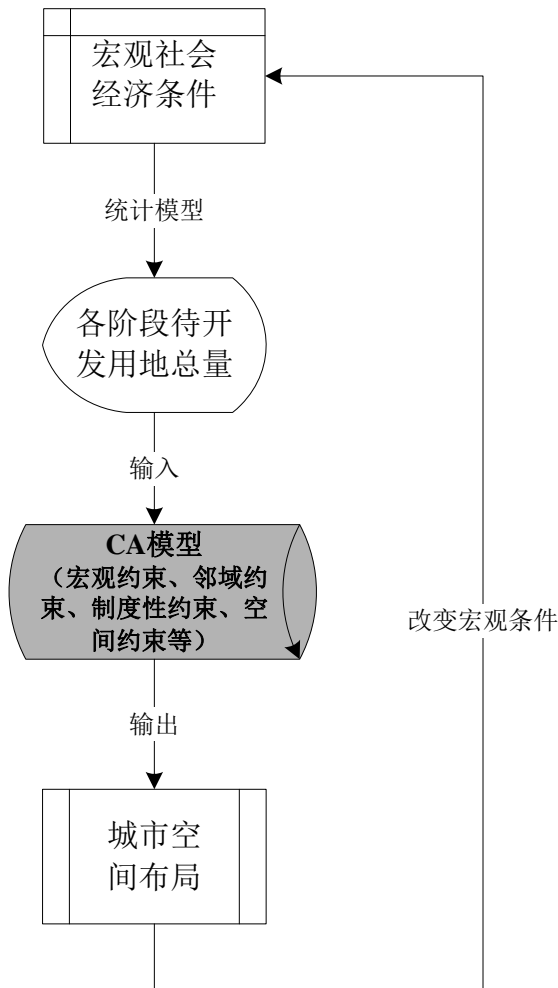 宏观社会
经济条件
统计模型
各阶段待开
发用地总量
输入
CA模型
（宏观约束、邻域约
束、制度性约束、空
间约束等）
改变宏观条件
输出
城市空
间布局